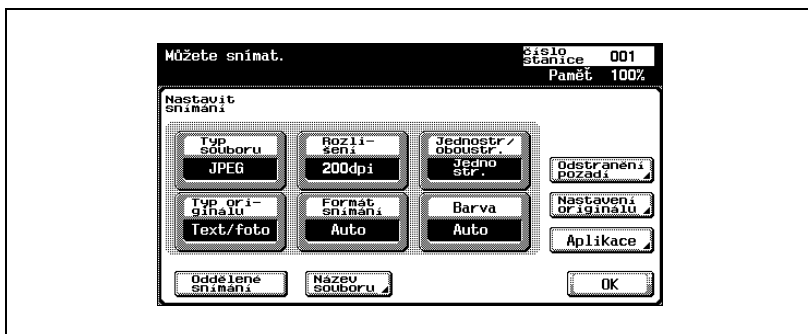 Můžete snímat.
číslo
stanice 001
Paměť 100%
Nastavit
snímání
Typ
souboru
JPEG
Rozli-
šení
200dpi
Jednostr/
oboustr.
Jedno
str.
Odstranění
pozadí
Typ ori-
ginálu
Text/foto
Formát
snímání
Auto
Barva
Auto
Nastavení
originálu
Aplikace
Oddělené
snímání
Název
souboru
OK